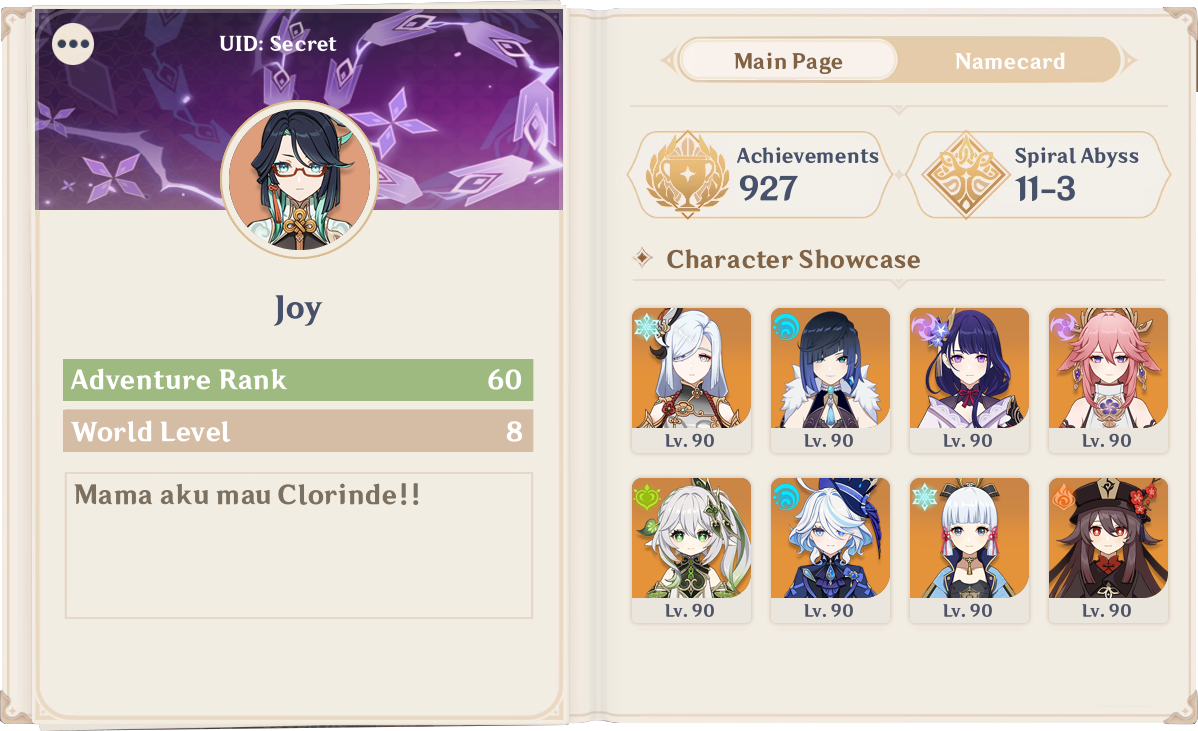 UID: Secret
Joy
Adventure Rank 60
World Level 8
Mama aku mau Clorinde!!
Main Page Namecard
Achievements
927
Spiral Abyss
11-3
Character Showcase
Lv. 90 Lv. 90 Lv. 90 Lv. 90
Lv. 90 Lv. 90 Lv. 90 Lv. 90